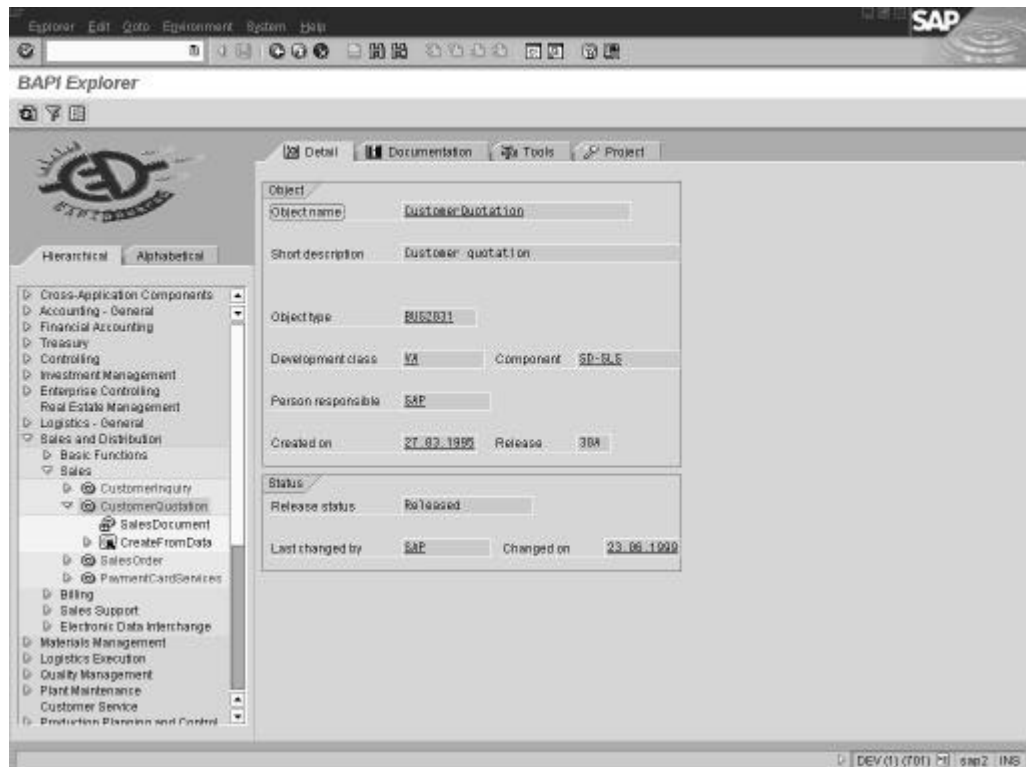 Explorer Edit Goto Environment System Help
SAP
BAPI Explorer
Detail Documentation Tools Project
Object
Object name CustomerQuotation
Short description Customer quotation
Object type BUS2031
Development class VA Component SD-SLS
Person responsible SAP
Created on 27.03.1995 Release 30A
Status
Release status Released
Last changed by SAP Changed on 23.06.1999
Hierarchical Alphabetical
Cross-Application Components
Accounting - General
Financial Accounting
Treasury
Controlling
Investment Management
Enterprise Controlling
Real Estate Management
Logistics - General
Sales and Distribution
Basic Functions
Sales
CustomerInquiry
CustomerQuotation
SalesDocument
CreateFromData
SalesOrder
PaymentCardServices
Billing
Sales Support
Electronic Data Interchange
Materials Management
Logistics Execution
Quality Management
Plant Maintenance
Customer Service
Production Planning and Control
DEV (1) (701) sap2 INS